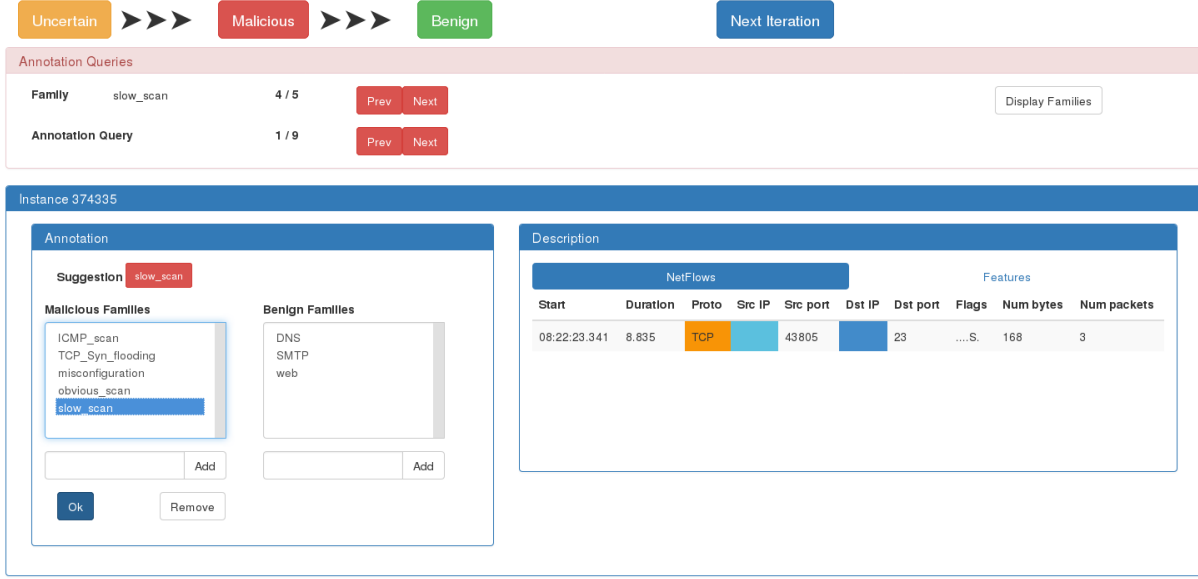 Uncertain Malicious Benign Next Iteration
Annotation Queries
Family slow_scan 4 / 5 Prev Next Display Families
Annotation Query 1 / 9 Prev Next
Instance 374335
Annotation Description
Suggestion slow_scan NetFlows Features
Malicious Families Benign Families Start Duration Proto Src IP Src port Dst IP Dst port Flags Num bytes Num packets
ICMP_scan DNS 08:22:23.341 8.835 TCP 43805 23 ....S. 168 3
TCP_Syn_flooding SMTP
misconfiguration web
obvious_scan
slow_scan
Add Add
Ok Remove